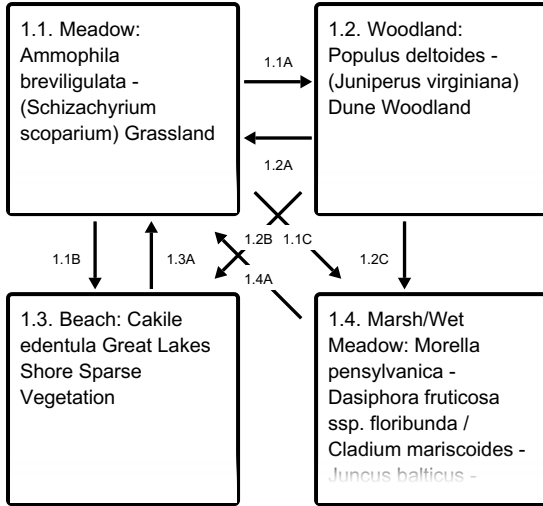 1.1. Meadow:
Ammophila
breviligulata -
(Schizachyrium
scoparium) Grassland
1.1A
1.2. Woodland:
Populus deltoides -
(Juniperus virginiana)
Dune Woodland
1.2A
1.1B
1.3A
1.2B
1.1C
1.4A
1.2C
1.3. Beach: Cakile
edentula Great Lakes
Shore Sparse
Vegetation
1.4. Marsh/Wet
Meadow: Morella
pensylvanica -
Dasiphora fruticosa
ssp. floribunda /
Cladium mariscoides -
Juncus balticus -